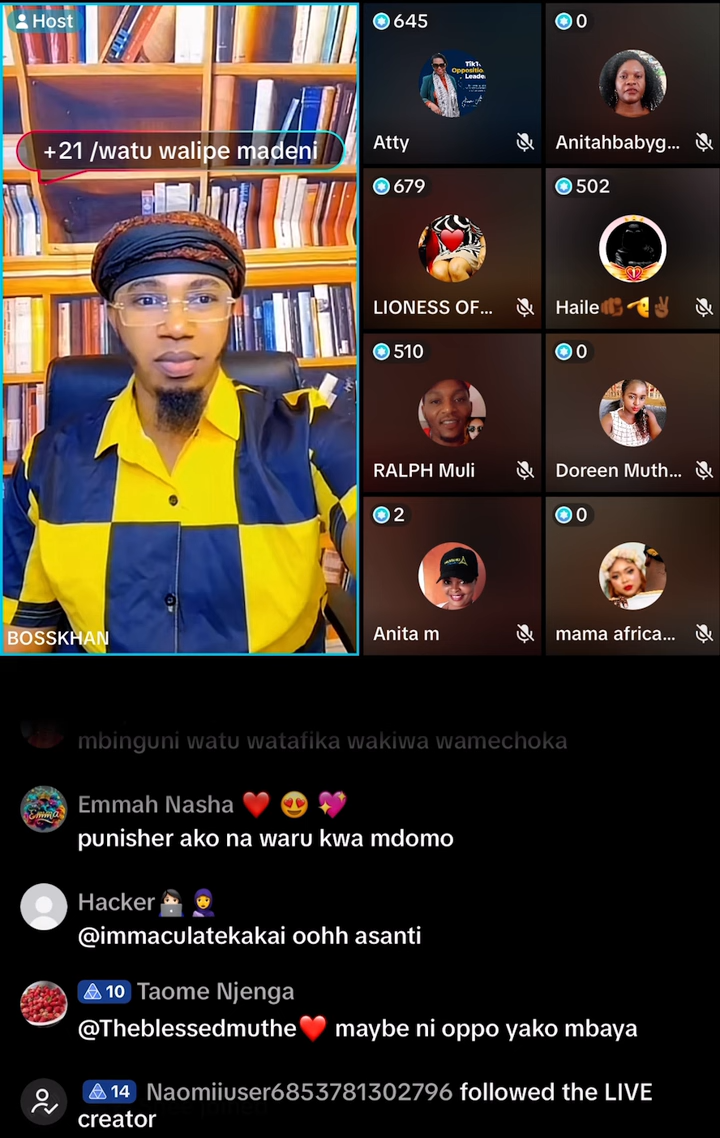 Host
+21 /watu walipe madeni
BOSSKHAN
645
Atty
0
Anitahbabyg...
679
LIONESS OF...
502
Haile
510
RALPH Muli
0
Doreen Muth...
2
Anita m
0
mama africa...
mbinguni watu watafika wakiwa wamechoka
Emmah Nasha ❤️ 😍 💖
punisher ako na waru kwa mdomo
Hacker👩🏻‍💻🧕
@immaculatekakai oohh asanti
10 Taome Njenga
@Theblessedmuthe❤️ maybe ni oppo yako mbaya
14 Naomiiuser6853781302796 followed the LIVE
creator